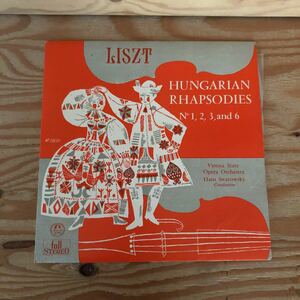 LISZT
HUNGARIAN
RHAPSODIES
No 1, 2, 3, and 6
Vienna State
Opera Orchestra
Hans Swarowsky
Conductor
full
STEREO